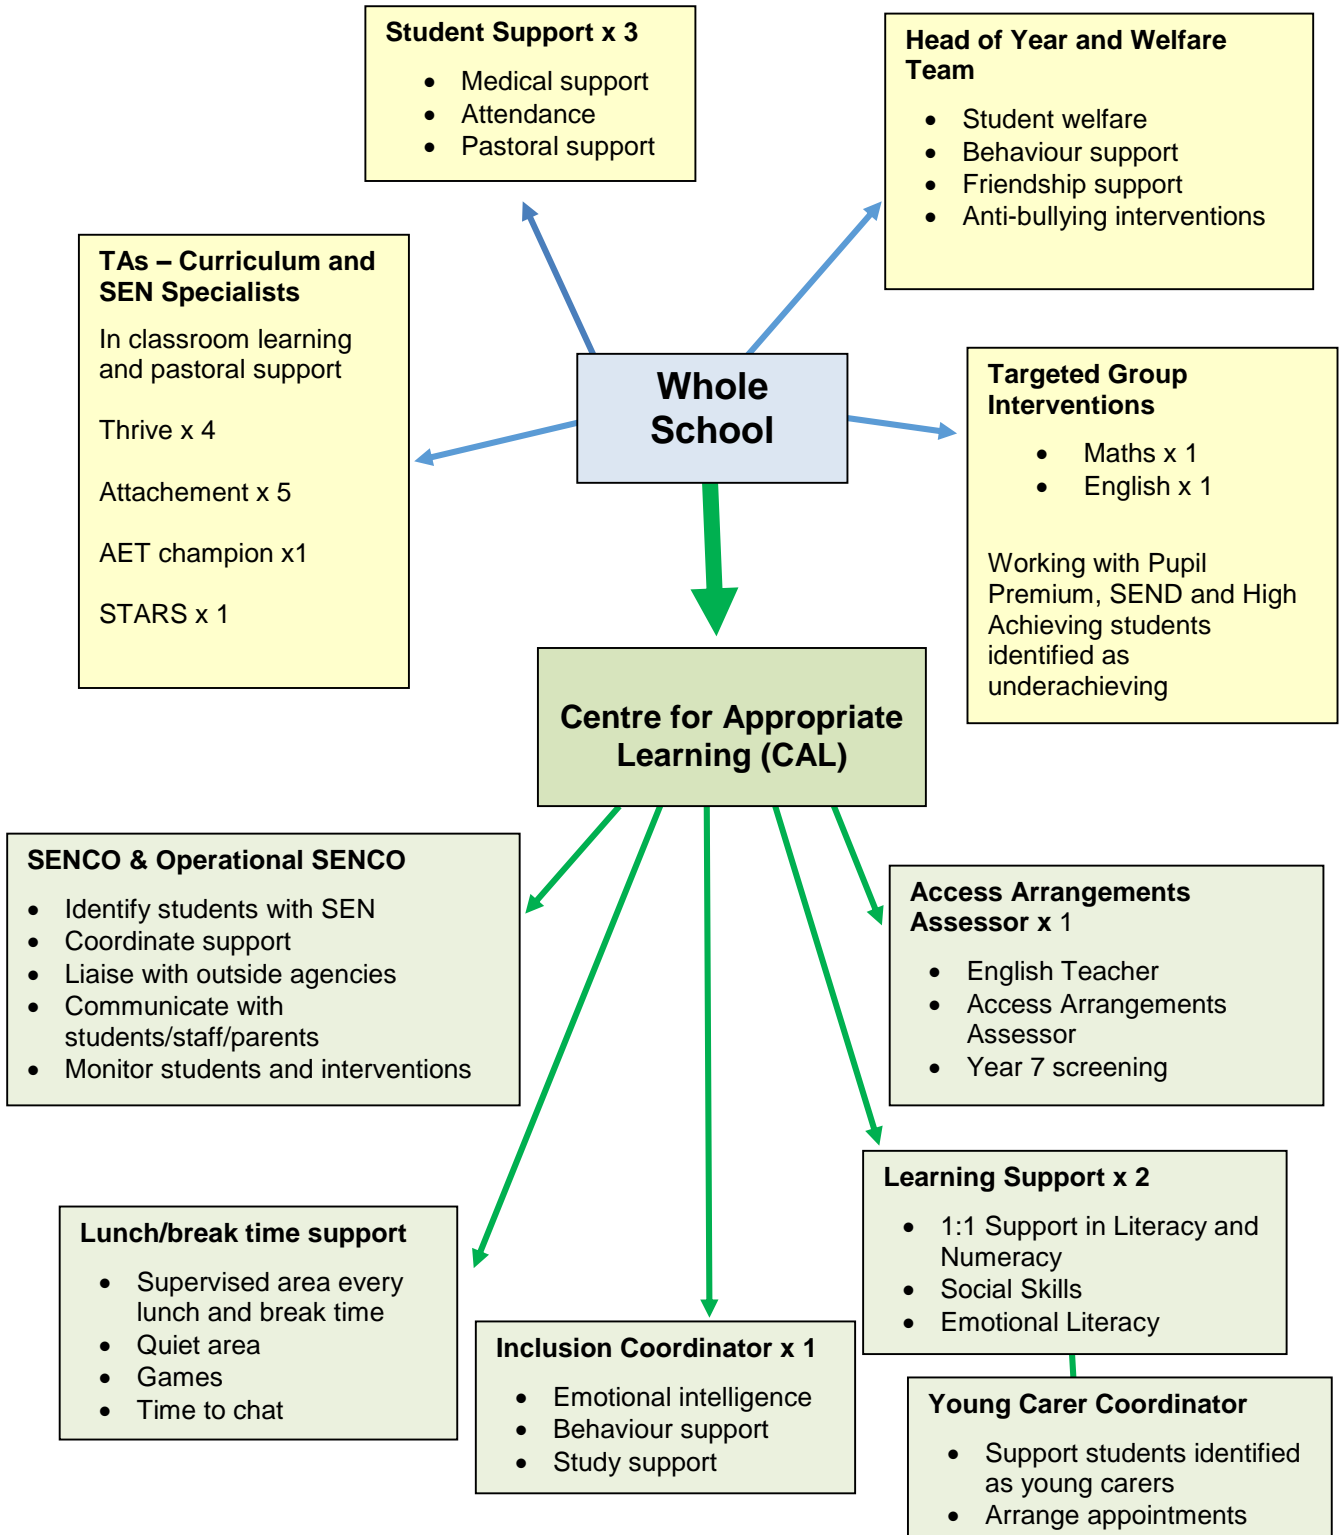 Student Support x 3
• Medical support
• Attendance
• Pastoral support
Head of Year and Welfare
Team
• Student welfare
• Behaviour support
• Friendship support
• Anti-bullying interventions
TAs – Curriculum and
SEN Specialists
In classroom learning
and pastoral support
Thrive x 4
Attachement x 5
AET champion x1
STARS x 1
Whole
School
Targeted Group
Interventions
• Maths x 1
• English x 1
Working with Pupil
Premium, SEND and High
Achieving students
identified as
underachieving
Centre for Appropriate
Learning (CAL)
SENCO & Operational SENCO
• Identify students with SEN
• Coordinate support
• Liaise with outside agencies
• Communicate with
students/staff/parents
• Monitor students and interventions
Access Arrangements
Assessor x 1
• English Teacher
• Access Arrangements
Assessor
• Year 7 screening
Lunch/break time support
• Supervised area every
lunch and break time
• Quiet area
• Games
• Time to chat
Inclusion Coordinator x 1
• Emotional intelligence
• Behaviour support
• Study support
Learning Support x 2
• 1:1 Support in Literacy and
Numeracy
• Social Skills
• Emotional Literacy
Young Carer Coordinator
• Support students identified
as young carers
• Arrange appointments